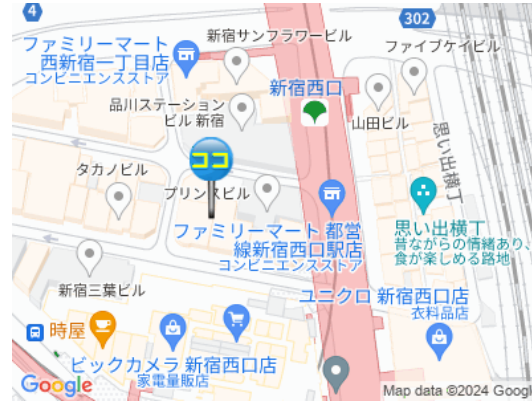 4
302
ファミリーマート
西新宿一丁目店
コンビニエンスストア
新宿サンフラワービル
ファイブケイビル
新宿西口
品川ステーション
ビル 新宿
山田ビル
思い出横丁
ココ
タカノビル
プリンスビル
ファミリーマート 都営
線新宿西口駅店
コンビニエンスストア
思い出横丁
昔ながらの情緒あり、
食が楽しめる路地
新宿三葉ビル
ユニクロ 新宿西口店
衣料品店
時屋
ビックカメラ 新宿西口店
家電量販店
Google
Map data ©2024 Googl